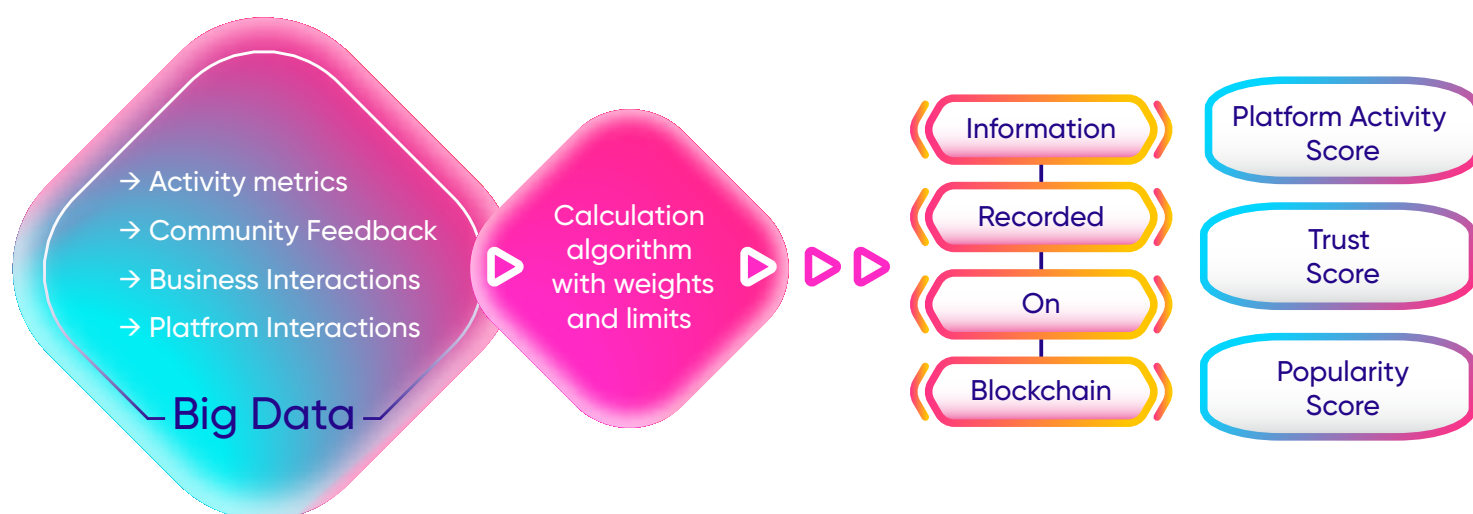 → Activity metrics
→ Community Feedback
→ Business Interactions
→ Platfrom Interactions
Big Data
Calculation
algorithm
with weights
and limits
Information
Recorded
On
Blockchain
Platform Activity
Score
Trust
Score
Popularity
Score